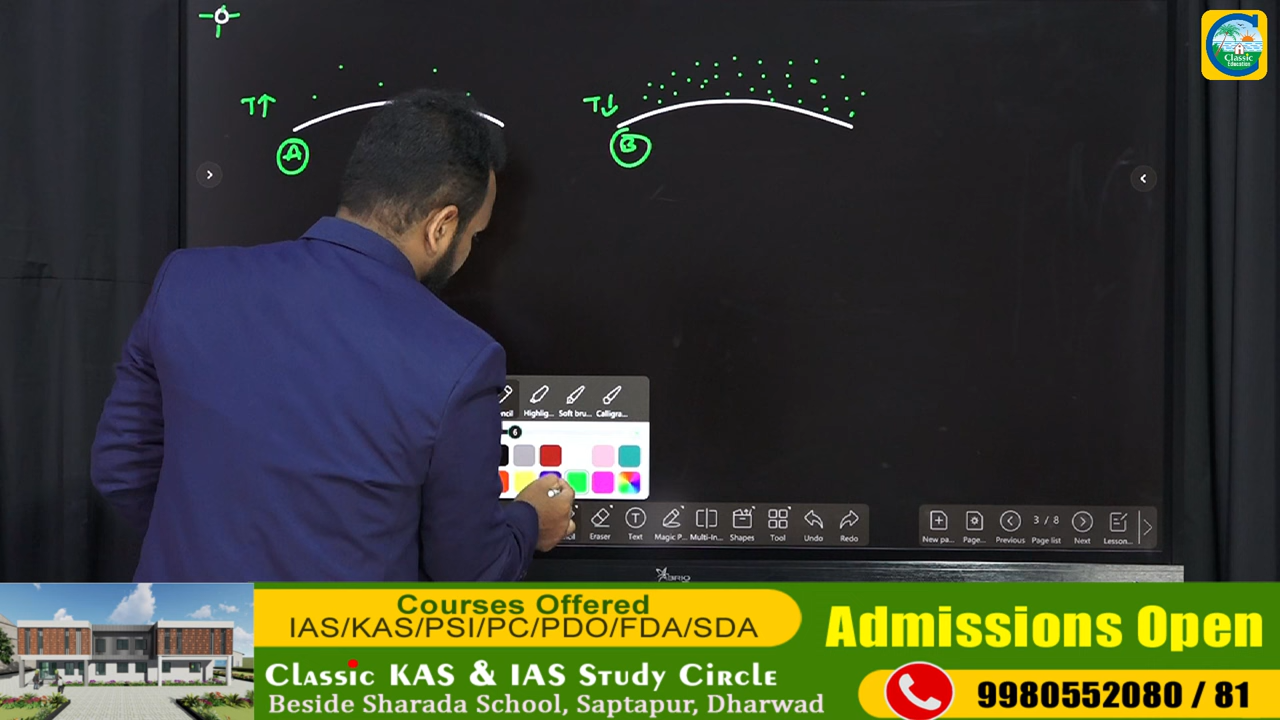 Classic
Education
T↑
A
T↓
B
Highlig...
Soft bru...
Calligra...
6
Eraser
Text
Magic P...
Multi-In...
Shapes
Tool
Undo
Redo
New pa...
Page...
Previous
3 / 8
Page list
Next
Lesson...
Courses Offered
IAS/KAS/PSI/PC/PDO/FDA/SDA
Classic KAS & IAS Study Circle
Beside Sharada School, Saptapur, Dharwad
Admissions Open
9980552080 / 81